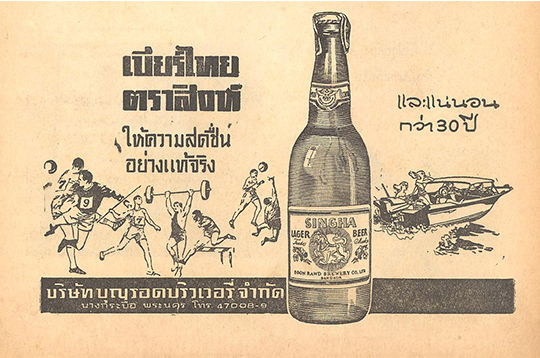 เบียร์ไทย
ตราสิงห์
ให้ความสดชื่น
อย่างแท้จริง
และแน่นอน
กว่า 30 ปี
7
9
7
SINGHA
LAGER BEER
BOON RAWD BREWERY CO., LTD.
BANGKOK
บริษัทบุญรอดบริวเวอรี่จำกัด
บางกระบือ พระนคร โทร. 47008-9